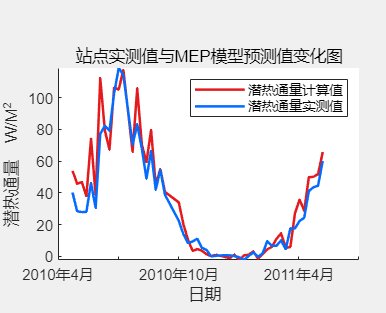 站点实测值与MEP模型预测值变化图
潜热通量计算值
潜热通量实测值
潜热通量 W/M²
100
80
60
40
20
0
2010年4月
2010年10月
2011年4月
日期